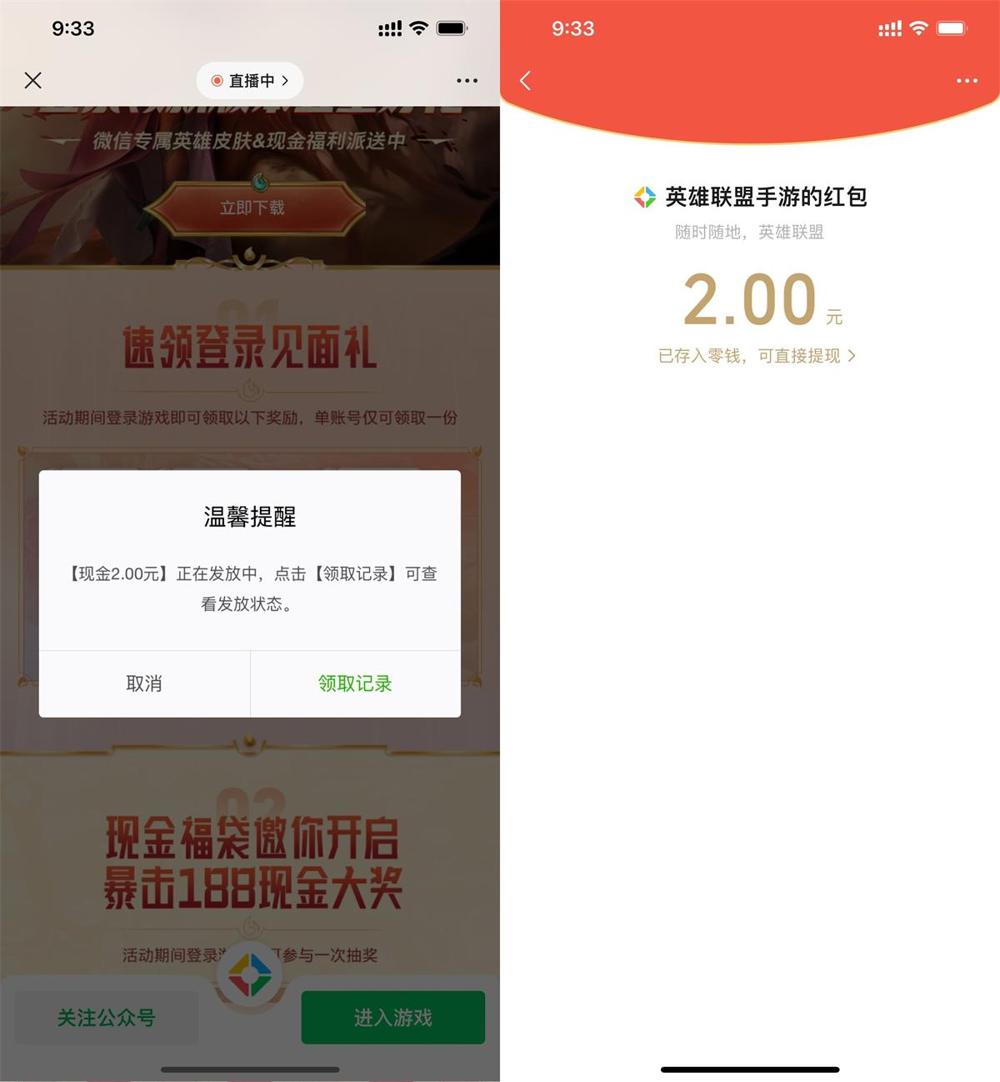 9:33
直播中
微信专属英雄皮肤&现金福利派送中
立即下载
01
速领登录见面礼
活动期间登录游戏即可领取以下奖励，单账号仅可领取一份
温馨提醒
【现金2.00元】正在发放中，点击【领取记录】可查
看发放状态。
取消
领取记录
02
现金福袋邀你开启
暴击188现金大奖
活动期间登录游
可参与一次抽奖
关注公众号
进入游戏
9:33
英雄联盟手游的红包
随时随地，英雄联盟
2.00元
已存入零钱，可直接提现